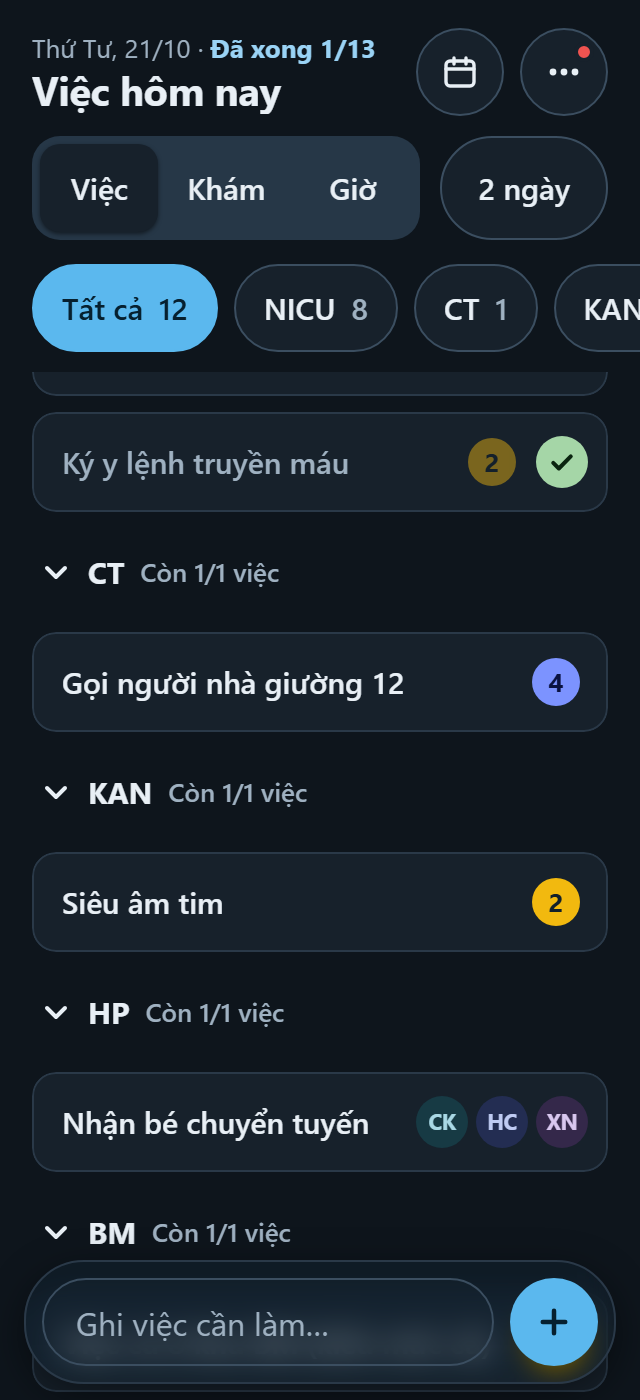 Thứ Tư, 21/10 · Đã xong 1/13
Việc hôm nay
Việc Khám Giờ 2 ngày
Tất cả 12 NICU 8 CT 1 KAN
Ký y lệnh truyền máu 2
CT Còn 1/1 việc
Gọi người nhà giường 12 4
KAN Còn 1/1 việc
Siêu âm tim 2
HP Còn 1/1 việc
Nhận bé chuyển tuyến CK HC XN
BM Còn 1/1 việc
Ghi việc cần làm...